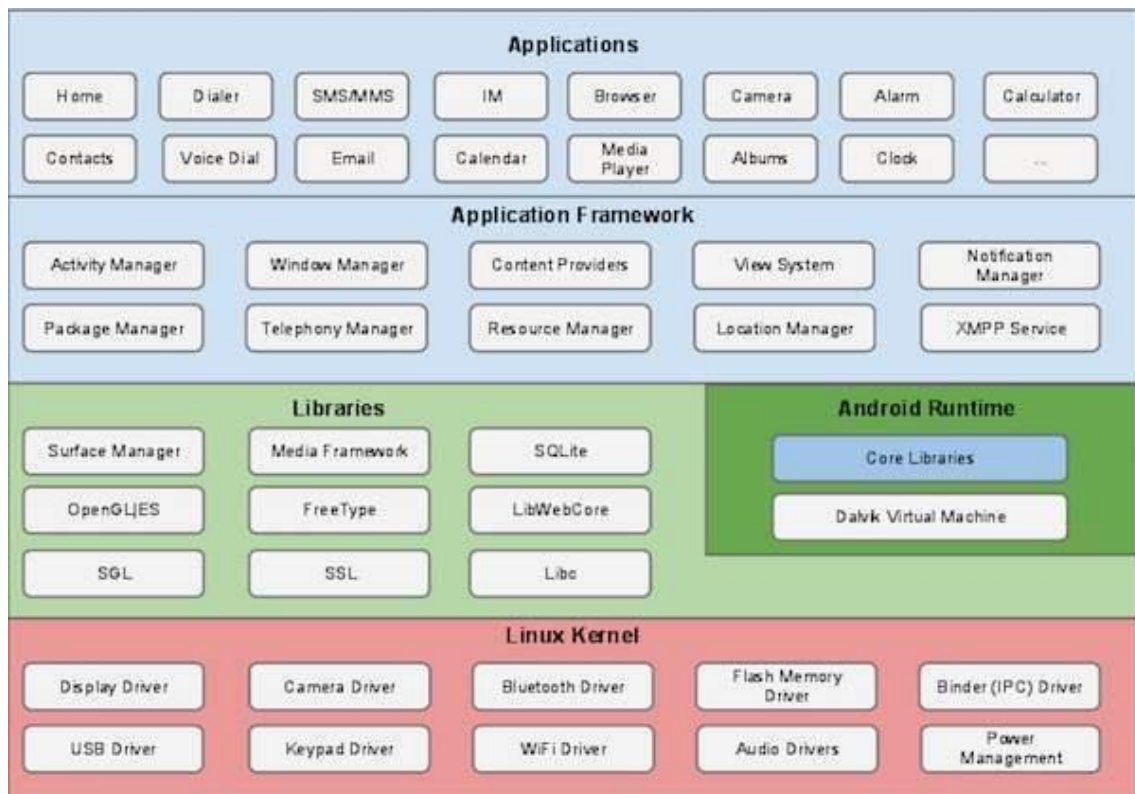 Applications
Home
Dialer
SMS/MMS
IM
Browser
Camera
Alarm
Calculator
Contacts
Voice Dial
Email
Calendar
Media
Player
Albums
Clock
...
Application Framework
Activity Manager
Window Manager
Content Providers
View System
Notification
Manager
Package Manager
Telephony Manager
Resource Manager
Location Manager
XMPP Service
Libraries
Surface Manager
Media Framework
SQLite
OpenGL|ES
FreeType
LibWebCore
SGL
SSL
Libc
Android Runtime
Core Libraries
Dalvik Virtual Machine
Linux Kernel
Display Driver
Camera Driver
Bluetooth Driver
Flash Memory
Driver
Binder (IPC) Driver
USB Driver
Keypad Driver
WiFi Driver
Audio Drivers
Power
Management